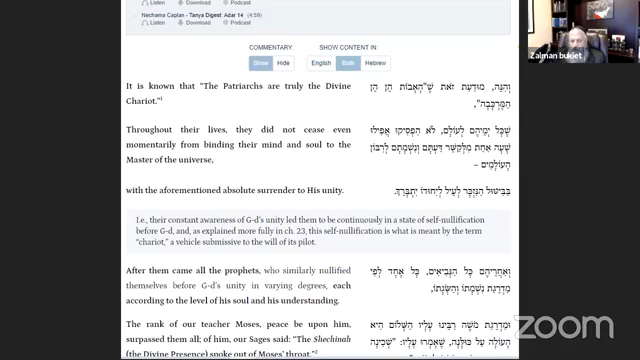 Listen Download Podcast
Nechama Caplan - Tanya Digest Adar 14 (4:58)
Listen Download Podcast
COMMENTARY: SHOW CONTENT IN:
Show Hide English Both Hebrew
It is known that "The Patriarchs are truly the Divine
Chariot."1
וְהִנֵּה, מוּדַעַת זֹאת שֶׁ"הָאָבוֹת הֵן הֵן
הַמֶּרְכָּבָה",
Throughout their lives, they did not cease even
momentarily from binding their mind and soul to the
Master of the universe,
שֶׁכָּל יְמֵיהֶם לְעוֹלָם, לֹא הִפְסִיקוּ אֲפִילוּ
שָׁעָה אַחַת מִלְּקַשֵּׁר דַּעְתָּם וְנִשְׁמָתָם לְרִבּוֹן
הָעוֹלָמִים –
with the aforementioned absolute surrender to His unity.
בַּבִּיטּוּל הַנִּזְכָּר לְעֵיל לְיִחוּדוֹ יִתְבָּרֵךְ.
I.e., their constant awareness of G-d's unity led them to be continuously in a state of self-nullification
before G-d, and, as explained more fully in ch. 23, this self-nullification is what is meant by the term
"chariot," a vehicle submissive to the will of its pilot.
After them came all the prophets, who similarly nullified
themselves before G-d's unity in varying degrees, each
according to the level of his soul and his understanding.
וְאַחֲרֵיהֶם כָּל הַנְּבִיאִים, כָּל אֶחָד לְפִי
מַדְרֵגַת נִשְׁמָתוֹ וְהַשָּׂגָתוֹ,
The rank of our teacher Moses, peace be upon him,
surpassed them all; of him, our Sages said: "The Shechinah
(the Divine Presence) spoke out of Moses' throat."2
וּמַדְרֵגַת מֹשֶׁה רַבֵּינוּ עָלָיו הַשָּׁלוֹם הִיא
הָעוֹלָה עַל כּוּלָּנָה, שֶׁאָמְרוּ עָלָיו: "שְׁכִינָה
Zalman bukiet
zoom